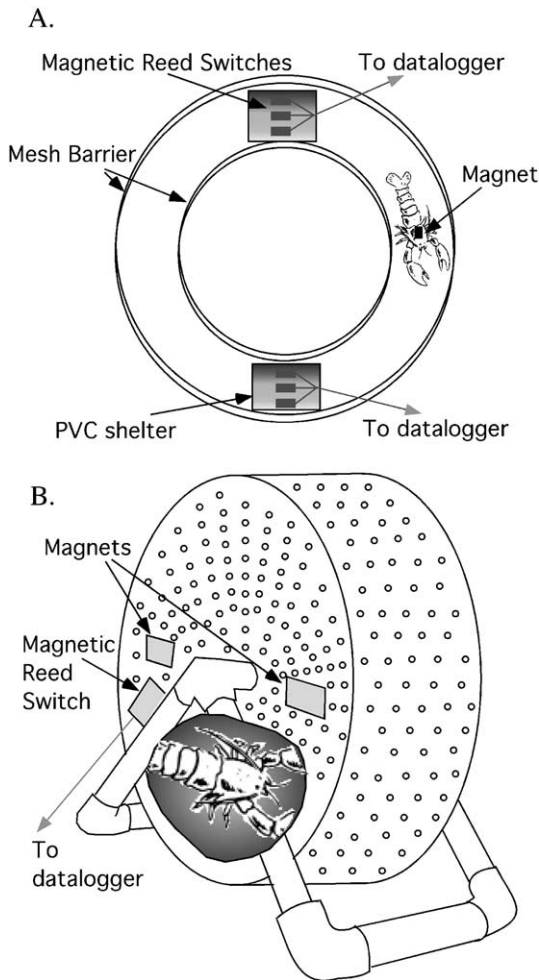 A.
Magnetic Reed Switches
To datalogger
Mesh Barrier
Magnet
PVC shelter
To datalogger
B.
Magnets
Magnetic
Reed
Switch
To
datalogger